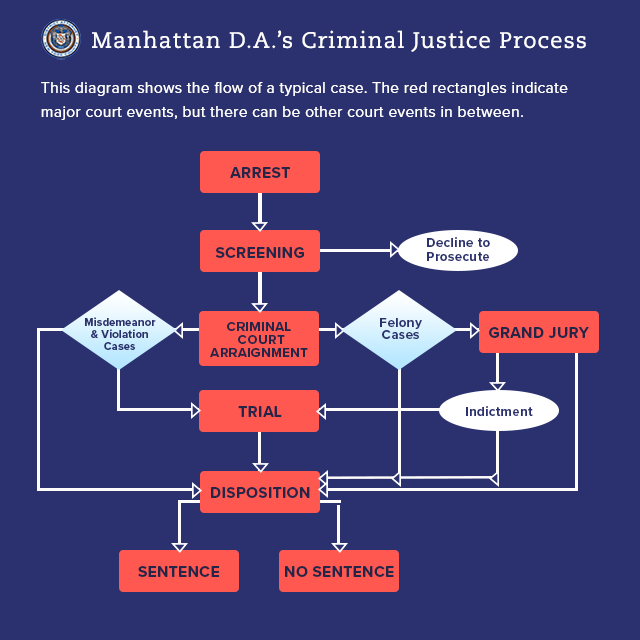 Manhattan D.A.'s Criminal Justice Process
This diagram shows the flow of a typical case. The red rectangles indicate
major court events, but there can be other court events in between.
ARREST
SCREENING
Decline to
Prosecute
Misdemeanor
& Violation
Cases
CRIMINAL
COURT
ARRAIGNMENT
Felony
Cases
GRAND JURY
TRIAL
Indictment
DISPOSITION
SENTENCE
NO SENTENCE